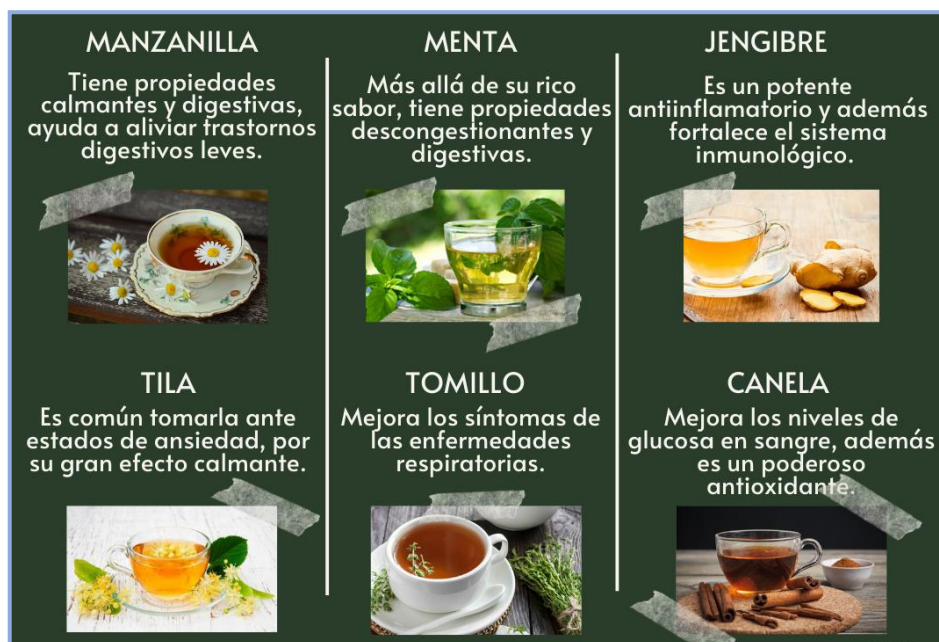 MANZANILLA
Tiene propiedades
calmantes y digestivas,
ayuda a aliviar trastornos
digestivos leves.
MENTA
Más allá de su rico
sabor, tiene propiedades
descongestionantes y
digestivas.
JENGIBRE
Es un potente
antiinflamatorio y además
fortalece el sistema
inmunológico.
TILA
Es común tomarla ante
estados de ansiedad, por
su gran efecto calmante.
TOMILLO
Mejora los síntomas de
las enfermedades
respiratorias.
CANELA
Mejora los niveles de
glucosa en sangre, además
es un poderoso
antioxidante.